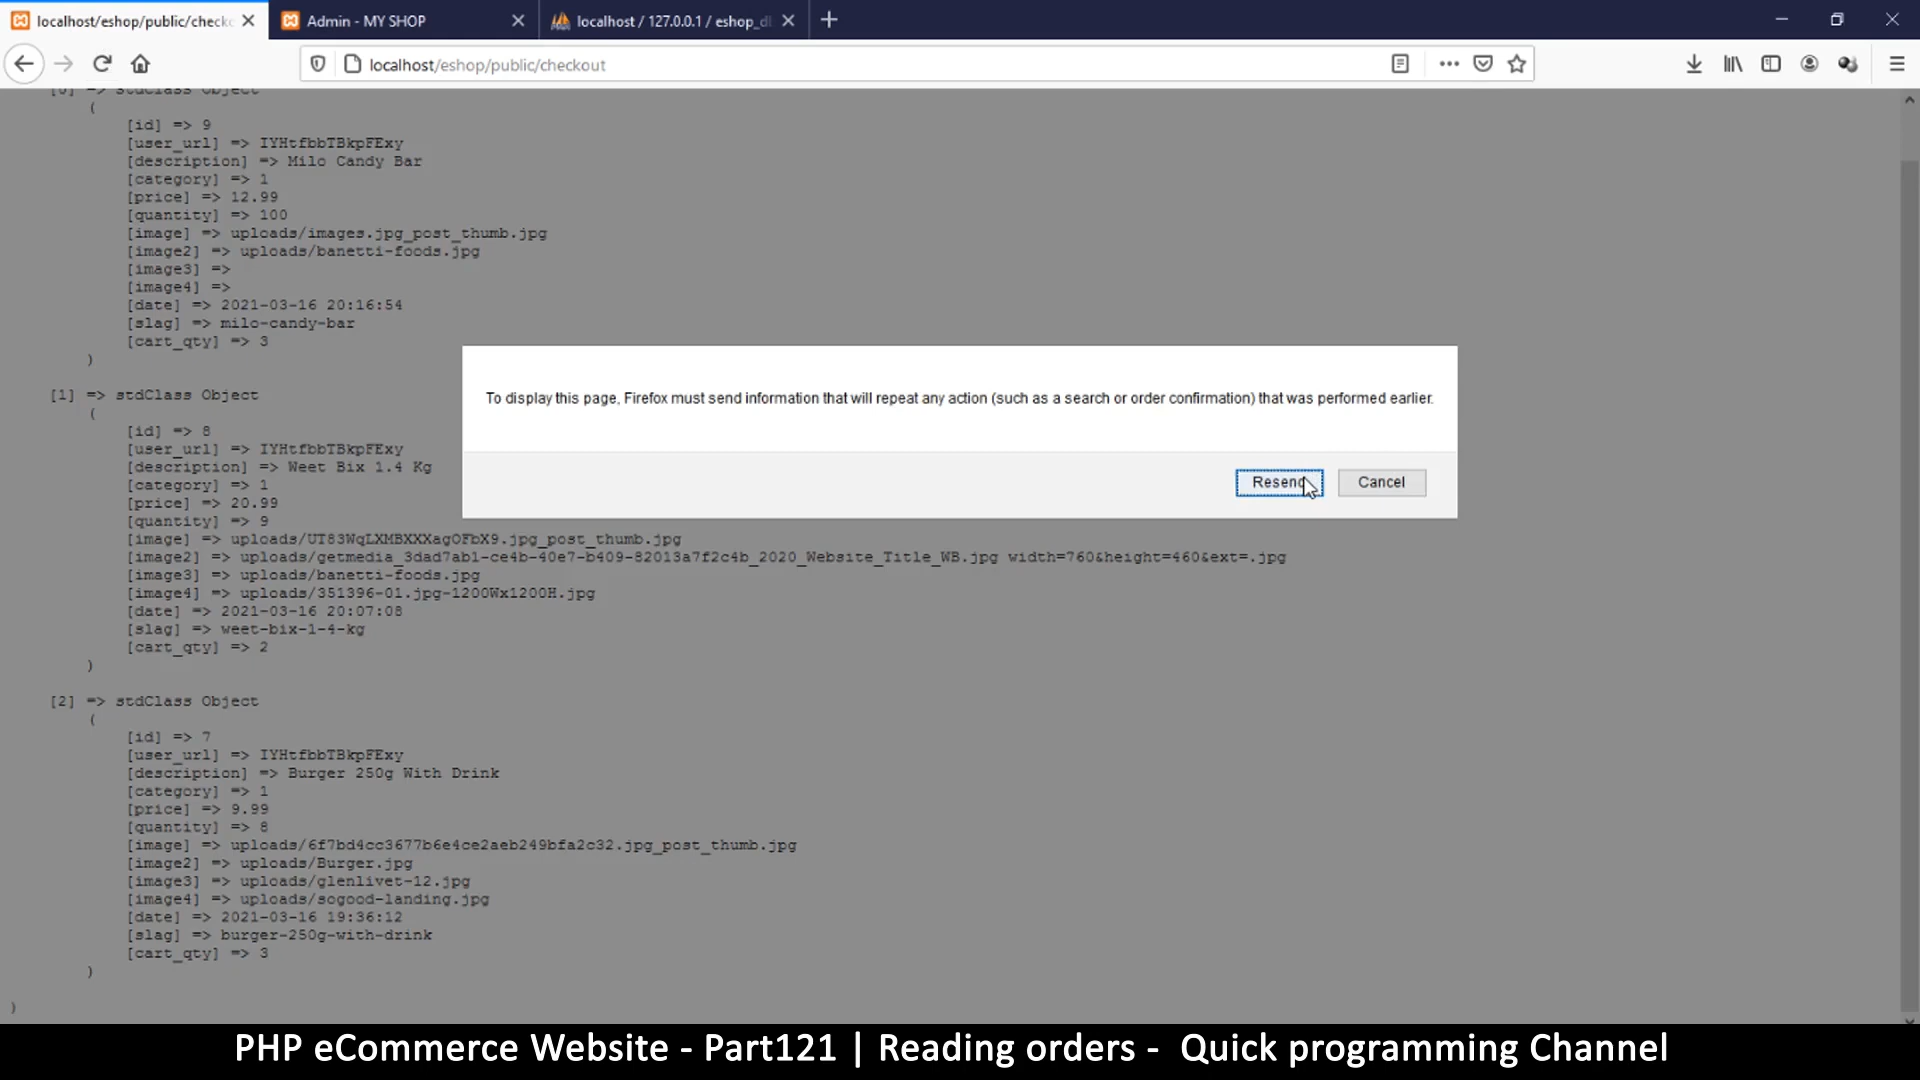 localhost/eshop/public/check
Admin - MY SHOP
localhost / 127.0.0.1 / eshop_d
localhost/eshop/public/checkout
[0] => stdClass Object
(
[id] => 9
[user_url] => IYHtfbbTBkpFExy
[description] => Milo Candy Bar
[category] => 1
[price] => 12.99
[quantity] => 100
[image] => uploads/images.jpg_post_thumb.jpg
[image2] => uploads/banetti-foods.jpg
[image3] =>
[image4] =>
[date] => 2021-03-16 20:16:54
[slag] => milo-candy-bar
[cart_qty] => 3
)
[1] => stdClass Object
(
[id] => 8
[user_url] => IYHtfbbTBkpFExy
[description] => Weet Bix 1.4 Kg
[category] => 1
[price] => 20.99
[quantity] => 9
[image] => uploads/UT83WqLXMBXXXagOFbX9.jpg_post_thumb.jpg
[image2] => uploads/getmedia_3dad7ab1-ce4b-40e7-b409-82013a7f2c4b_2020_Website_Title_WB.jpg width=760&height=460&ext=.jpg
[image3] => uploads/banetti-foods.jpg
[image4] => uploads/351396-01.jpg-1200Wx1200H.jpg
[date] => 2021-03-16 20:07:08
[slag] => weet-bix-1-4-kg
[cart_qty] => 2
)
[2] => stdClass Object
(
[id] => 7
[user_url] => IYHtfbbTBkpFExy
[description] => Burger 250g With Drink
[category] => 1
[price] => 9.99
[quantity] => 8
[image] => uploads/6f7bd4cc3677b6e4ce2aeb249bfa2c32.jpg_post_thumb.jpg
[image2] => uploads/Burger.jpg
[image3] => uploads/glenlivet-12.jpg
[image4] => uploads/sogood-landing.jpg
[date] => 2021-03-16 19:36:12
[slag] => burger-250g-with-drink
[cart_qty] => 3
)
)
To display this page, Firefox must send information that will repeat any action (such as a search or order confirmation) that was performed earlier.
Resend
Cancel
PHP eCommerce Website - Part121 | Reading orders - Quick programming Channel